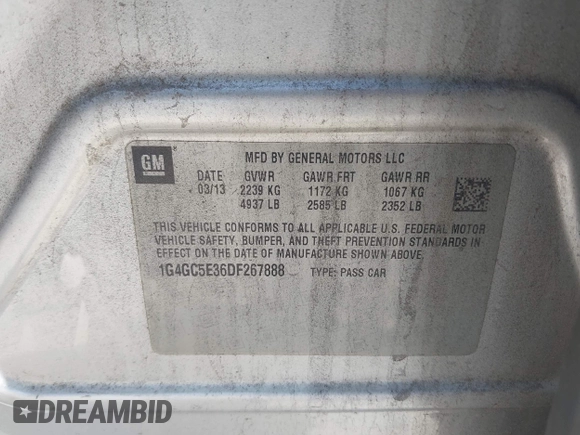 GM
MFD BY GENERAL MOTORS LLC
DATE GVWR GAWR FRT GAWR RR
03/13 2239 KG 1172 KG 1067 KG
4937 LB 2585 LB 2352 LB
THIS VEHICLE CONFORMS TO ALL APPLICABLE U.S. FEDERAL MOTOR
VEHICLE SAFETY, BUMPER, AND THEFT PREVENTION STANDARDS IN
EFFECT ON THE DATE OF MANUFACTURE SHOWN ABOVE.
1G4GC5E36DF267888 TYPE: PASS CAR
DREAMBID